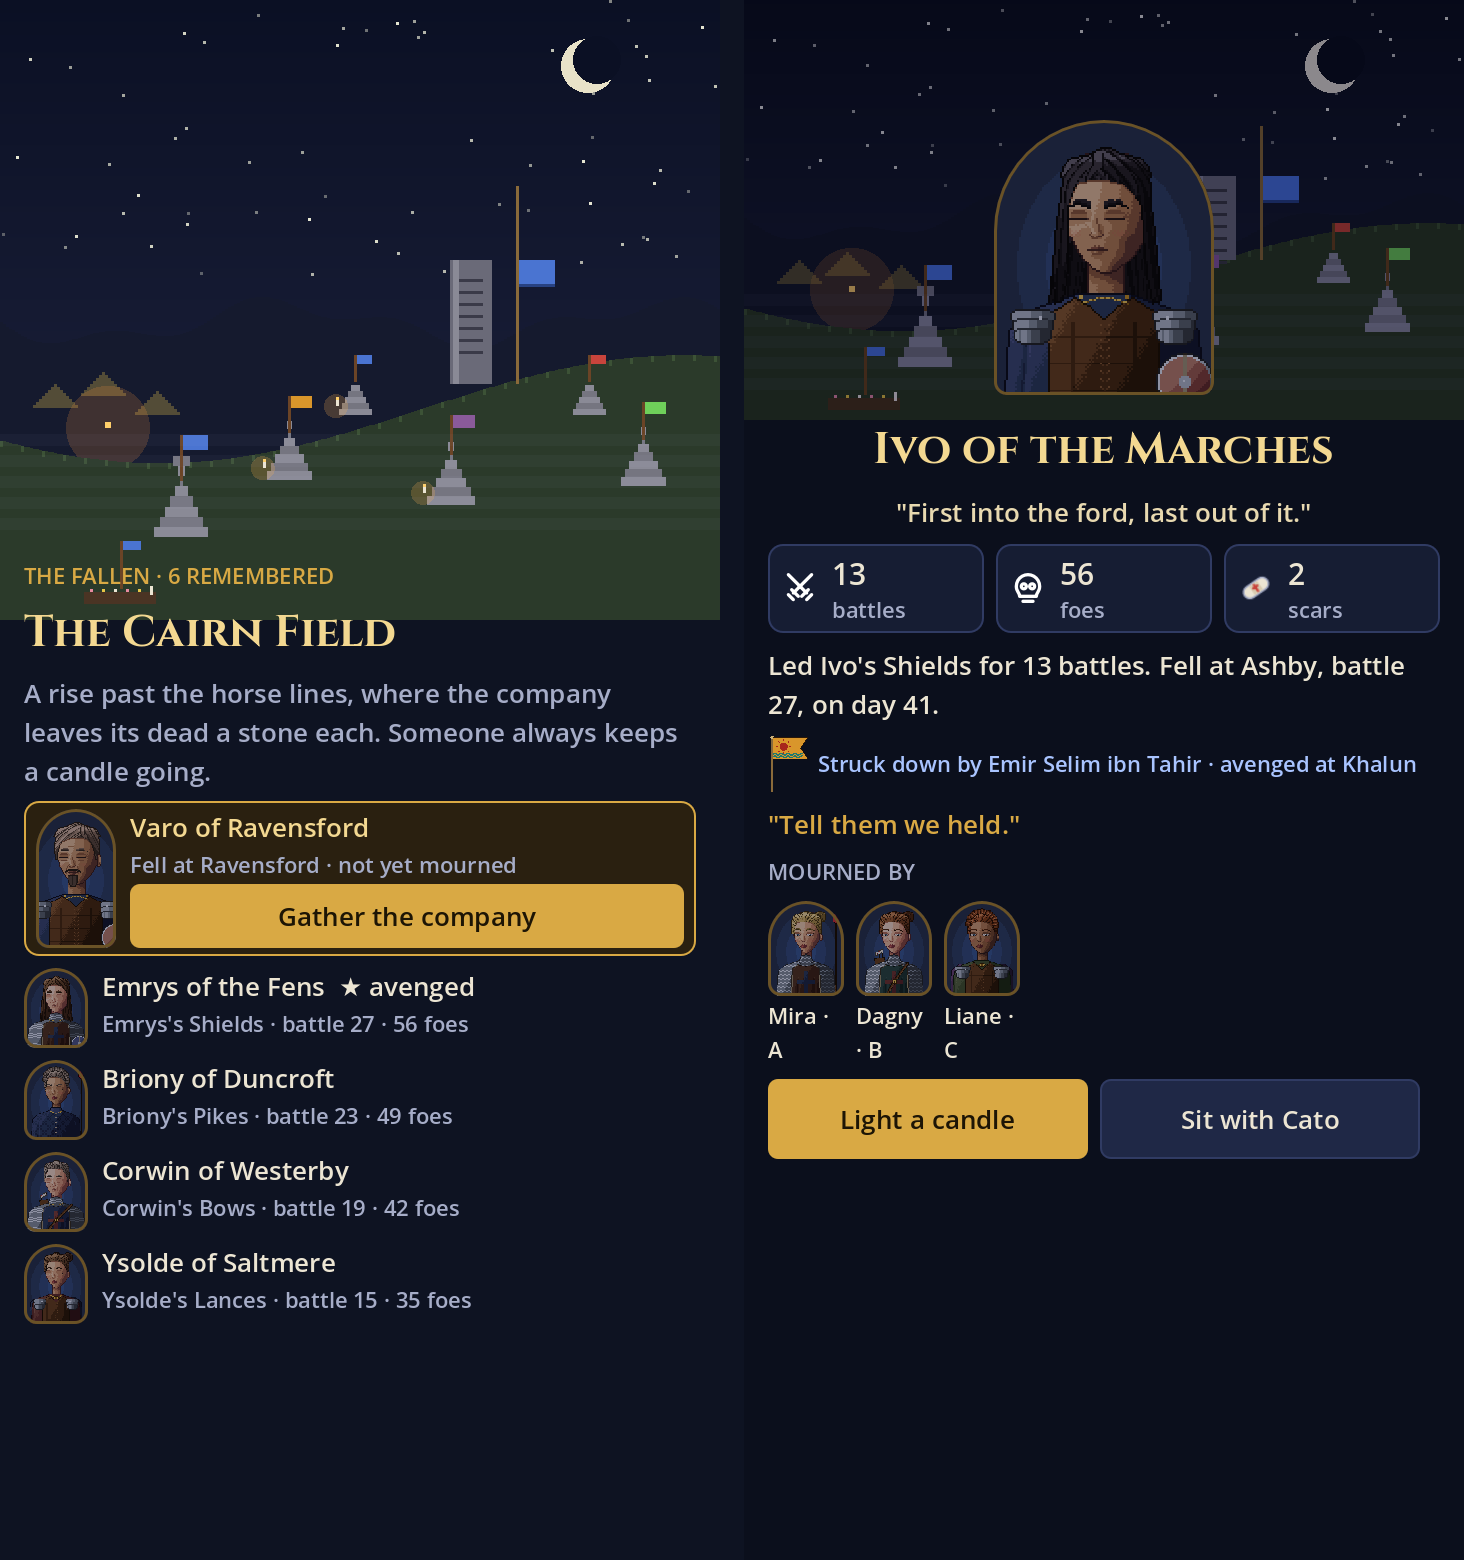 THE FALLEN · 6 REMEMBERED
The Cairn Field
A rise past the horse lines, where the company
leaves its dead a stone each. Someone always keeps
a candle going.
Varo of Ravensford
Fell at Ravensford · not yet mourned
Gather the company
Emrys of the Fens ★ avenged
Emrys's Shields · battle 27 · 56 foes
Briony of Duncroft
Briony's Pikes · battle 23 · 49 foes
Corwin of Westerby
Corwin's Bows · battle 19 · 42 foes
Ysolde of Saltmere
Ysolde's Lances · battle 15 · 35 foes
Ivo of the Marches
"First into the ford, last out of it."
13
battles
56
foes
2
scars
Led Ivo's Shields for 13 battles. Fell at Ashby, battle
27, on day 41.
Struck down by Emir Selim ibn Tahir · avenged at Khalun
"Tell them we held."
MOURNED BY
Mira ·
A
Dagny
· B
Liane ·
C
Light a candle
Sit with Cato